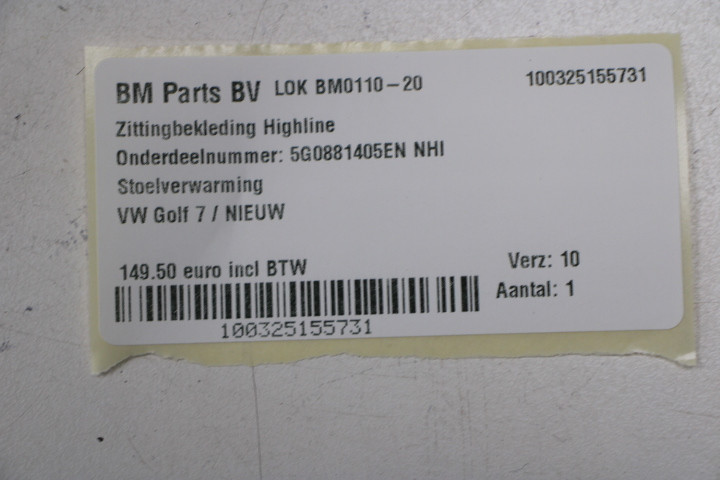 BM Parts BV LOK BM0110-20 100325155731
Zittingbekleding Highline
Onderdeelnummer: 5G0881405EN NHI
Stoelverwarming
VW Golf 7 / NIEUW
149.50 euro incl BTW Verz: 10
Aantal: 1
100325155731